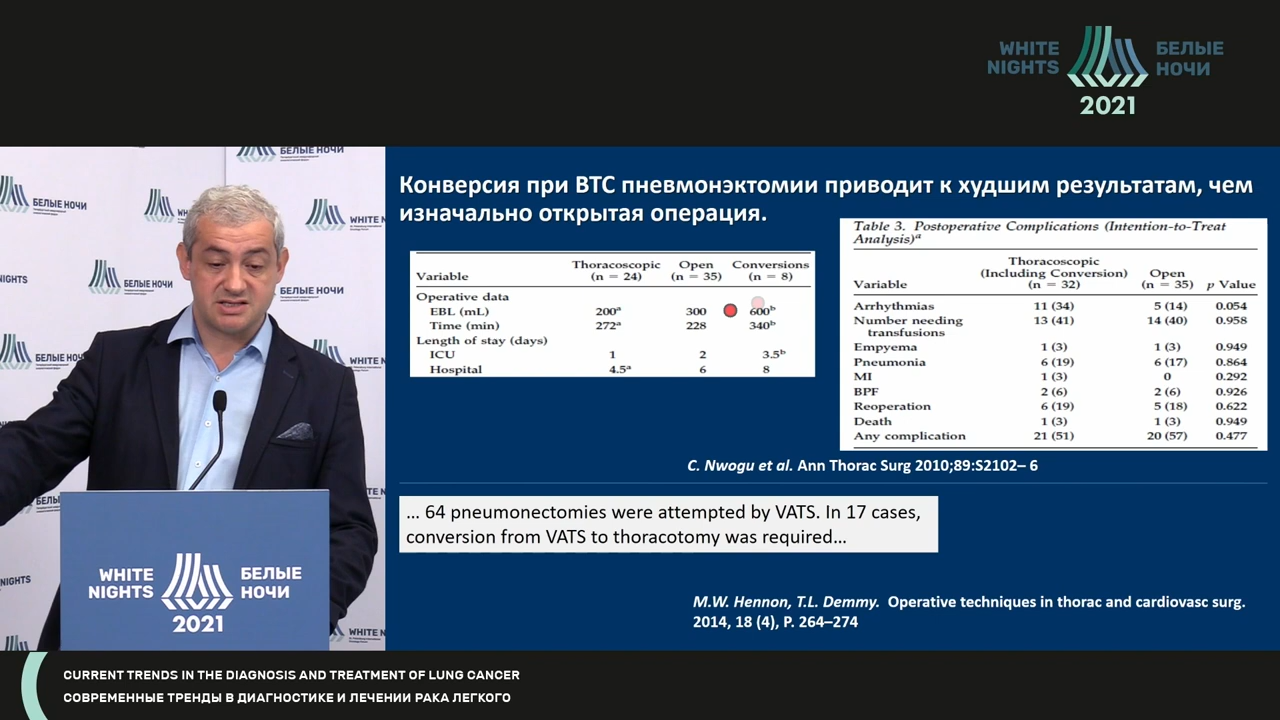 WHITE NIGHTS
БЕЛЫЕ НОЧИ
2021
Конверсия при ВТС пневмонэктомии приводит к худшим результатам, чем
изначально открытая операция.
Variable Thoracoscopic (n = 24) Open (n = 35) Conversions (n = 8)
Operative data
EBL (mL) 200a 300 600b
Time (min) 272a 228 340b
Length of stay (days)
ICU 1 2 3.5b
Hospital 4.5a 6 8
Table 3. Postoperative Complications (Intention-to-Treat
Analysis)a
Variable Thoracoscopic (Including Conversion) (n = 32) Open (n = 35) p Value
Arrhythmias 11 (34) 5 (14) 0.054
Number needing transfusions 13 (41) 14 (40) 0.958
Empyema 1 (3) 1 (3) 0.949
Pneumonia 6 (19) 6 (17) 0.864
MI 1 (3) 0 0.292
BPF 2 (6) 2 (6) 0.926
Reoperation 6 (19) 5 (18) 0.622
Death 1 (3) 1 (3) 0.949
Any complication 21 (51) 20 (57) 0.477
C. Nwogu et al. Ann Thorac Surg 2010;89:S2102– 6
... 64 pneumonectomies were attempted by VATS. In 17 cases,
conversion from VATS to thoracotomy was required...
M.W. Hennon, T.L. Demmy. Operative techniques in thorac and cardiovasc surg.
2014, 18 (4), P. 264–274
БЕЛЫЕ НОЧИ
WHITE NIGHTS
БЕЛЫЕ НОЧИ
2021
CURRENT TRENDS IN THE DIAGNOSIS AND TREATMENT OF LUNG CANCER
СОВРЕМЕННЫЕ ТРЕНДЫ В ДИАГНОСТИКЕ И ЛЕЧЕНИИ РАКА ЛЕГКОГО